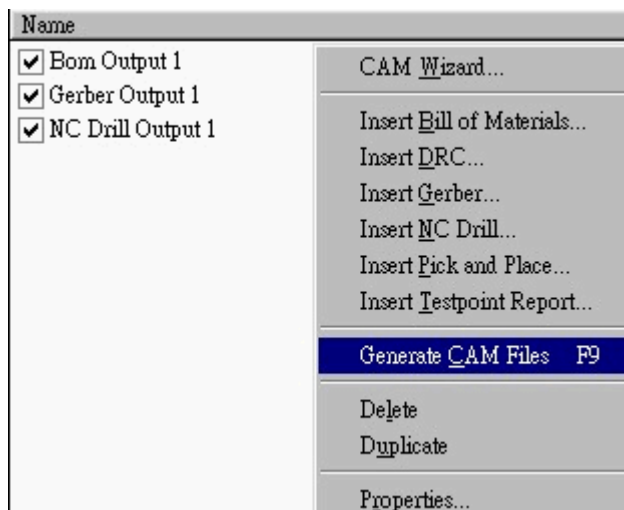 Name
Bom Output 1
Gerber Output 1
NC Drill Output 1
CAM Wizard...
Insert Bill of Materials...
Insert DRC...
Insert Gerber...
Insert NC Drill...
Insert Pick and Place...
Insert Testpoint Report...
Generate CAM Files F9
Delete
Duplicate
Properties...